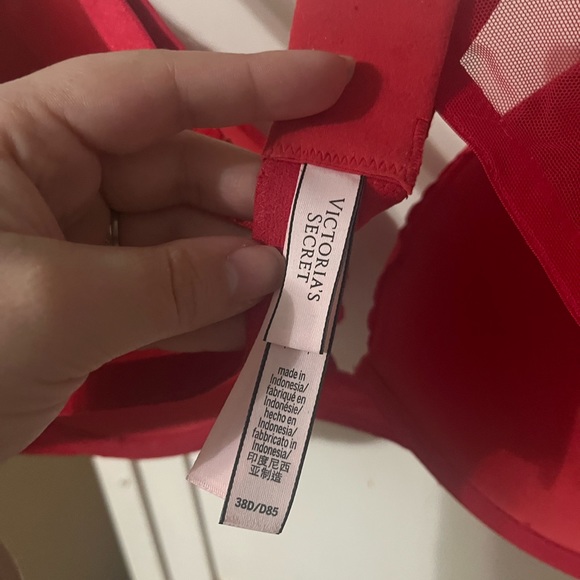 VICTORIA'S
SECRET
made in
Indonesia/
fabriqué en
Indonésie/
hecho en
Indonesia/
fabbricato in
Indonesia/
印度尼西
亚制造
38D/D85